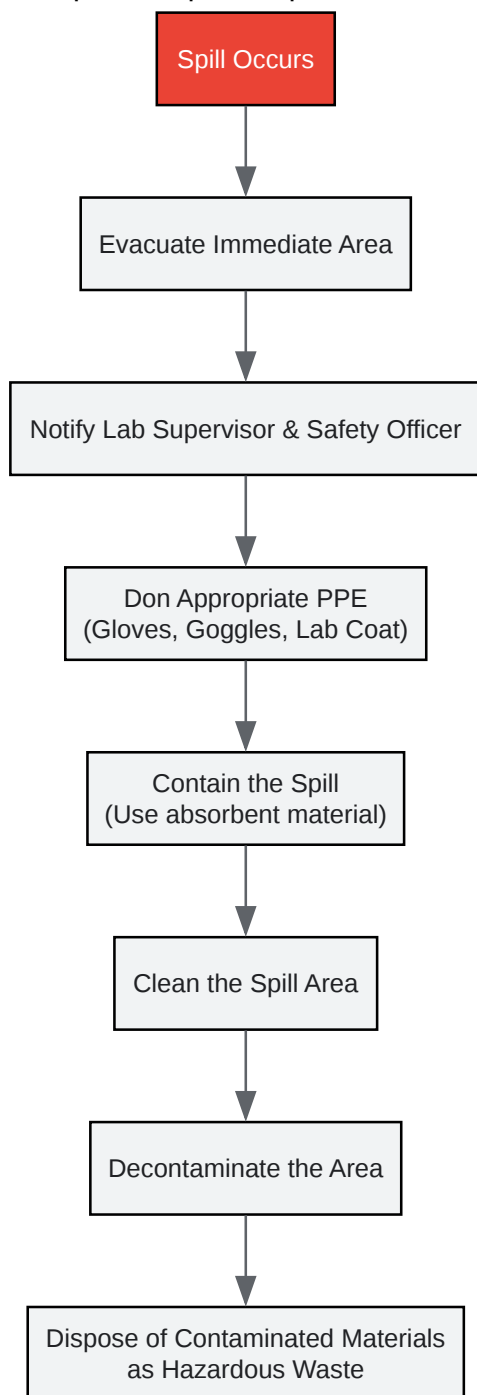 Spill Occurs
Evacuate Immediate Area
Notify Lab Supervisor & Safety Officer
Don Appropriate PPE
(Gloves, Goggles, Lab Coat)
Contain the Spill
(Use absorbent material)
Clean the Spill Area
Decontaminate the Area
Dispose of Contaminated Materials
as Hazardous Waste